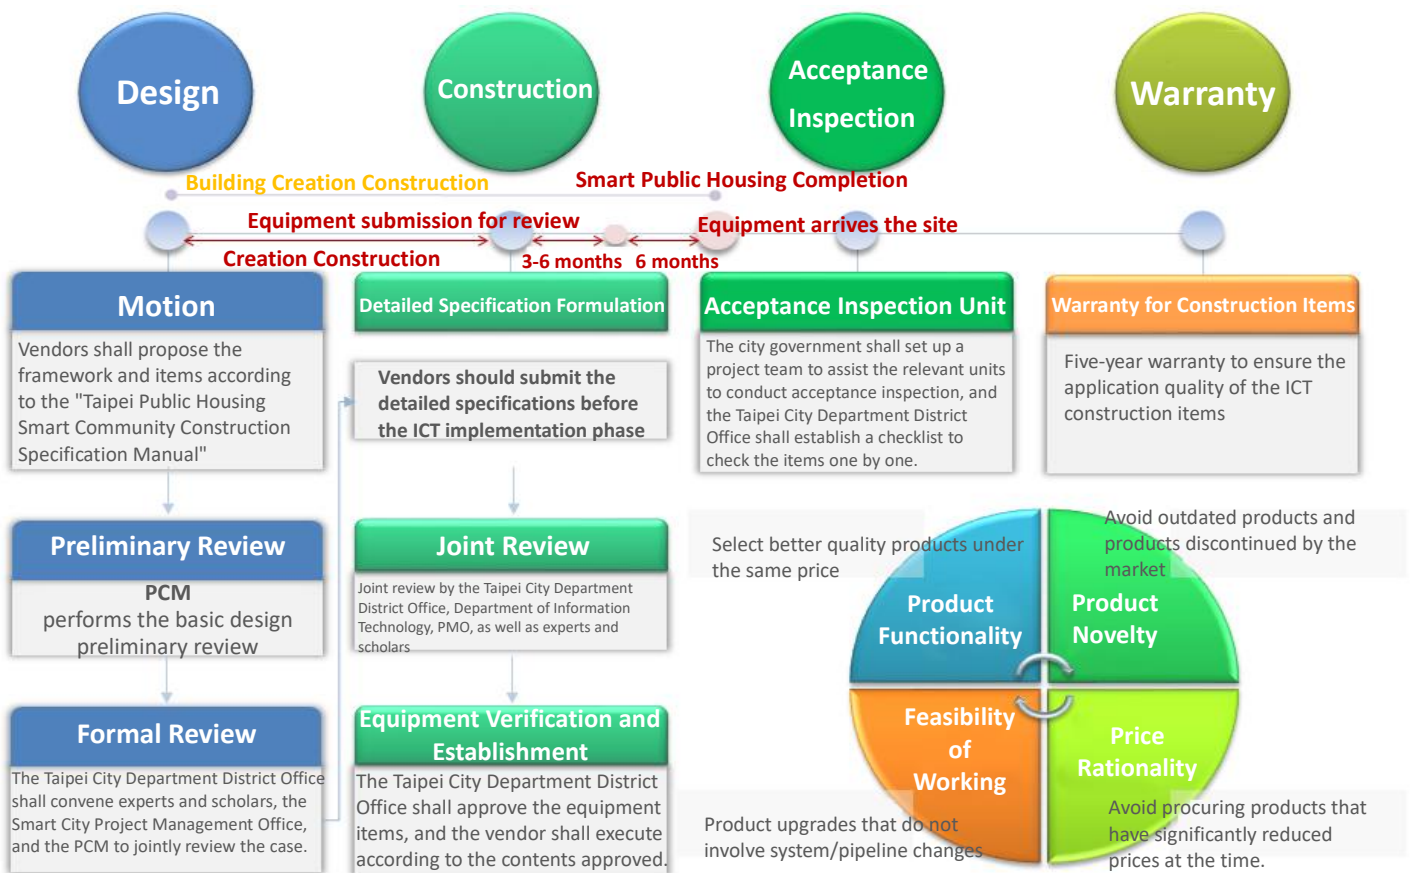 Design
Construction
Acceptance
Inspection
Warranty
Building Creation Construction
Smart Public Housing Completion
Equipment submission for review
Equipment arrives the site
Creation Construction
3-6 months
6 months
Motion
Vendors shall propose the
framework and items according
to the "Taipei Public Housing
Smart Community Construction
Specification Manual"
Preliminary Review
PCM
performs the basic design
preliminary review
Formal Review
The Taipei City Department District Office
shall convene experts and scholars, the
Smart City Project Management Office,
and the PCM to jointly review the case.
Detailed Specification Formulation
Vendors should submit the
detailed specifications before
the ICT implementation phase
Joint Review
Joint review by the Taipei City Department
District Office, Department of Information
Technology, PMO, as well as experts and
scholars
Equipment Verification and
Establishment
The Taipei City Department District
Office shall approve the equipment
items, and the vendor shall execute
according to the contents approved.
Acceptance Inspection Unit
The city government shall set up a
project team to assist the relevant units
to conduct acceptance inspection, and
the Taipei City Department District
Office shall establish a checklist to
check the items one by one.
Warranty for Construction Items
Five-year warranty to ensure the
application quality of the ICT
construction items
Select better quality products under
the same price
Product
Functionality
Avoid outdated products and
products discontinued by the
market
Product
Novelty
Feasibility
of
Working
Product upgrades that do not
involve system/pipeline changes
Price
Rationality
Avoid procuring products that
have significantly reduced
prices at the time.